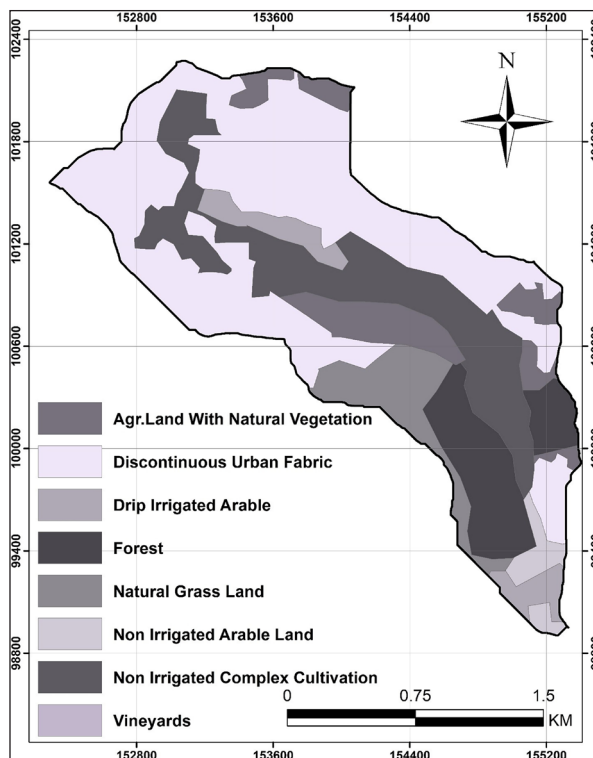 152800 153600 154400 155200
102400
N
101800
101200
100600
100000
99400
98800
Agr.Land With Natural Vegetation
Discontinuous Urban Fabric
Drip Irrigated Arable
Forest
Natural Grass Land
Non Irrigated Arable Land
Non Irrigated Complex Cultivation
Vineyards
0 0.75 1.5
KM
152800 153600 154400 155200